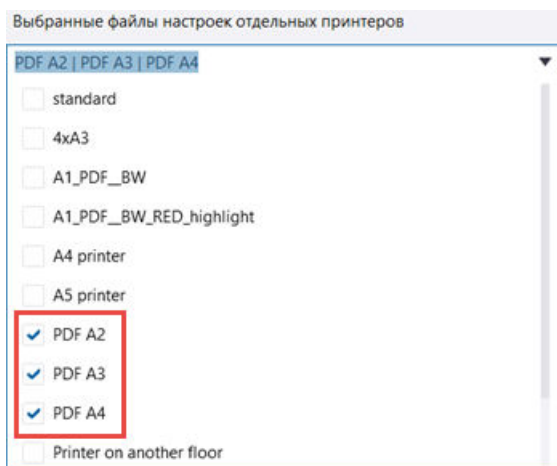 Выбранные файлы настроек отдельных принтеров
PDF A2 | PDF A3 | PDF A4
standard
4xA3
A1_PDF__BW
A1_PDF__BW_RED_highlight
A4 printer
A5 printer
PDF A2
PDF A3
PDF A4
Printer on another floor